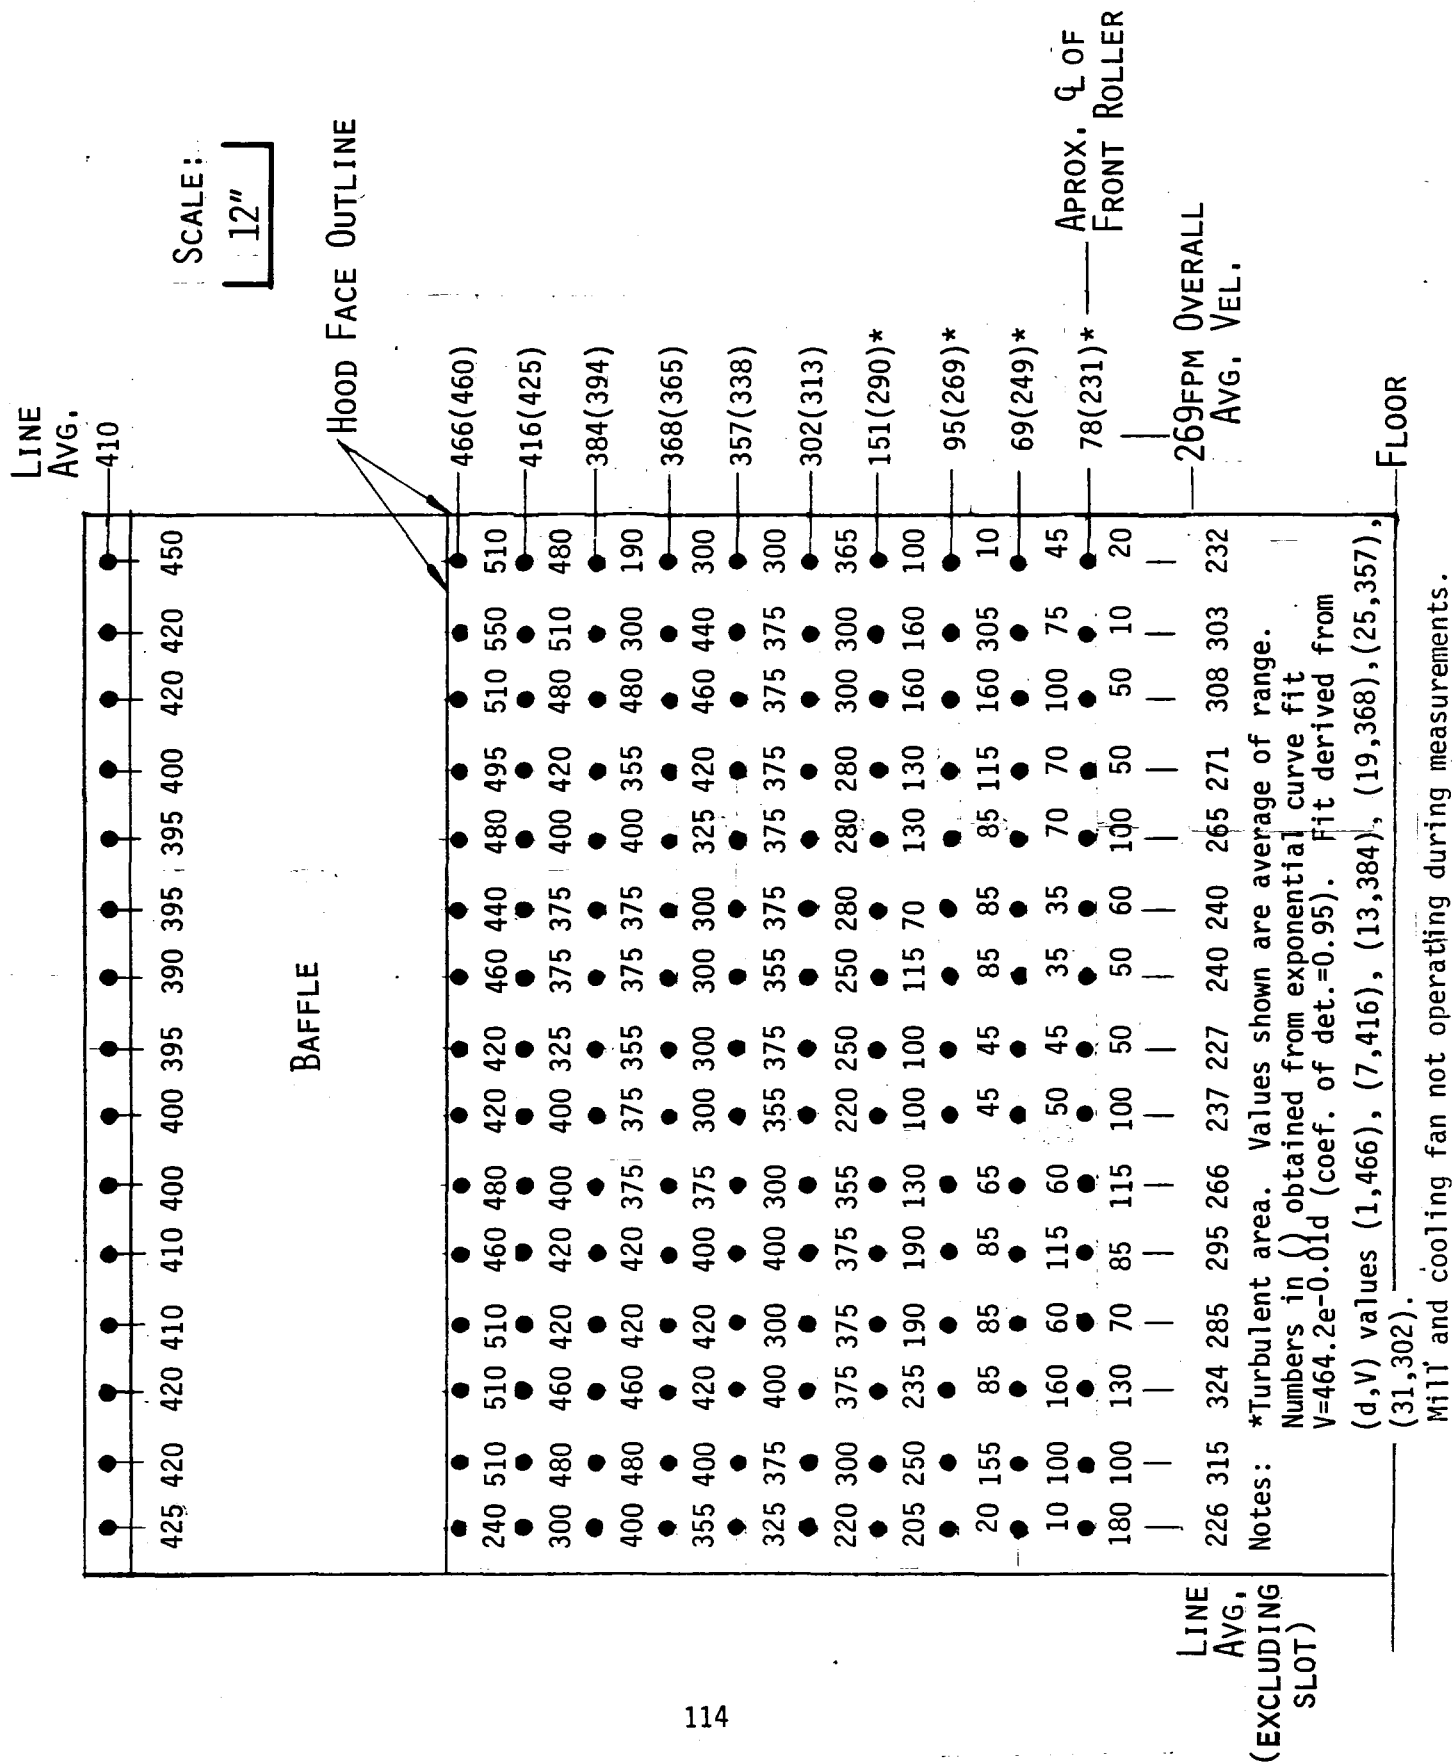 LINE
AVG.
410
425 420 420 410 410 400 400 395 390 395 395 400 420 420 450
SCALE:
12"
BAFFLE
HOOD FACE OUTLINE
466(460)
240 510 510 510 460 480 420 420 460 440 480 495 510 550 510
416(425)
300 480 460 420 420 400 400 325 375 375 400 420 480 510 480
384(394)
400 480 460 420 420 375 375 355 375 375 400 355 480 300 190
368(365)
355 400 420 420 400 375 300 300 300 300 325 420 460 440 300
357(338)
325 375 400 300 400 300 355 375 355 375 375 375 375 375 300
302(313)
220 300 375 375 375 355 220 250 250 280 280 280 300 300 365
151(290)*
205 250 235 190 190 130 100 100 115 70 130 130 160 160 100
95(269)*
20 155 85 85 85 65 45 45 85 85 85 115 160 305 10
69(249)*
10 100 160 60 115 60 50 45 35 35 70 70 100 75 45
78(231)*
APROX. ℄ OF
FRONT ROLLER
180 100 130 70 85 115 100 50 50 60 100 50 50 10 20
LINE
AVG.
(EXCLUDING
SLOT)
226 315 324 285 295 266 237 227 240 240 265 271 308 303 232
269FPM OVERALL
AVG. VEL.
Notes: *Turbulent area. Values shown are average of range.
Numbers in () obtained from exponential curve fit
V=464.2e-0.01d (coef. of det.=0.95). Fit derived from
(d,V) values (1,466), (7,416), (13,384), (19,368),(25,357),
(31,302).
FLOOR
Mill and cooling fan not operating during measurements.
114